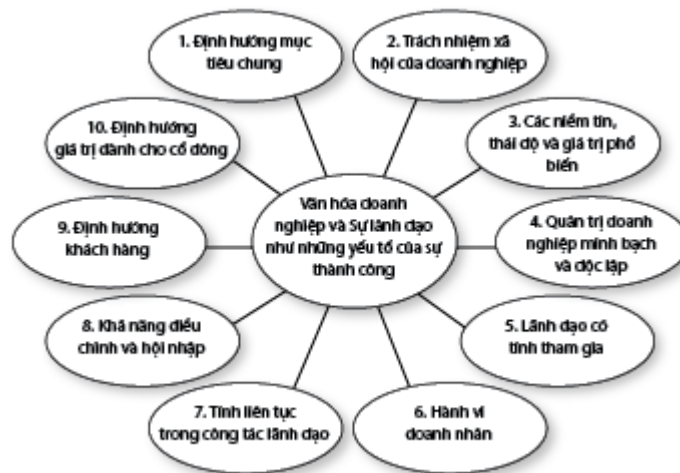 1. Định hướng mục
tiêu chung
2. Trách nhiệm xã
hội của doanh nghiệp
3. Các niềm tin,
thái độ và giá trị phổ
biến
4. Quản trị doanh
nghiệp minh bạch
và độc lập
5. Lãnh đạo có
tính tham gia
6. Hành vi
doanh nhân
7. Tính liên tục
trong công tác lãnh đạo
8. Khả năng điều
chỉnh và hội nhập
9. Định hướng
khách hàng
10. Định hướng
giá trị dành cho cổ đông
Văn hóa doanh
nghiệp và Sự lãnh đạo
như những yếu tố của sự
thành công